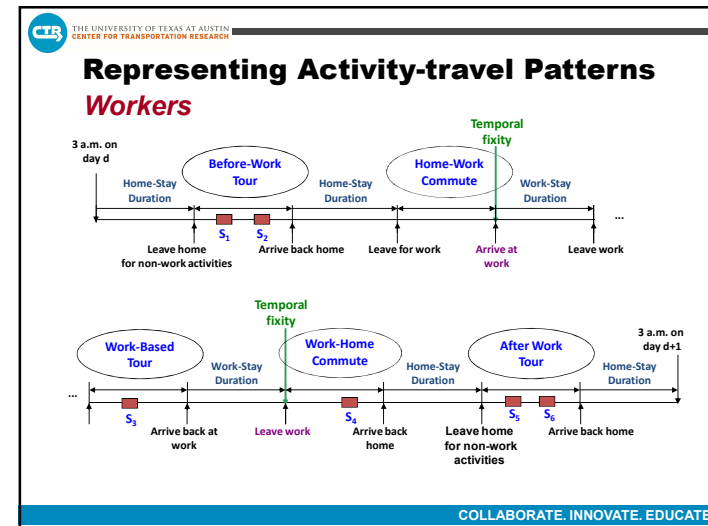 CTR
THE UNIVERSITY OF TEXAS AT AUSTIN
CENTER FOR TRANSPORTATION RESEARCH
Representing Activity-travel Patterns
Workers
Temporal
fixity
3 a.m. on
day d
Before-Work
Tour
Home-Work
Commute
Home-Stay
Duration
Home-Stay
Duration
Work-Stay
Duration
...
S1
S2
Leave home
for non-work activities
Arrive back home
Leave for work
Arrive at
work
Leave work
Temporal
fixity
3 a.m. on
day d+1
Work-Based
Tour
Work-Home
Commute
After Work
Tour
Work-Stay
Duration
Home-Stay
Duration
Home-Stay
Duration
...
S3
S4
S5
S6
Arrive back at
work
Leave work
Arrive back
home
Leave home
for non-work
activities
Arrive back home
COLLABORATE. INNOVATE. EDUCATE